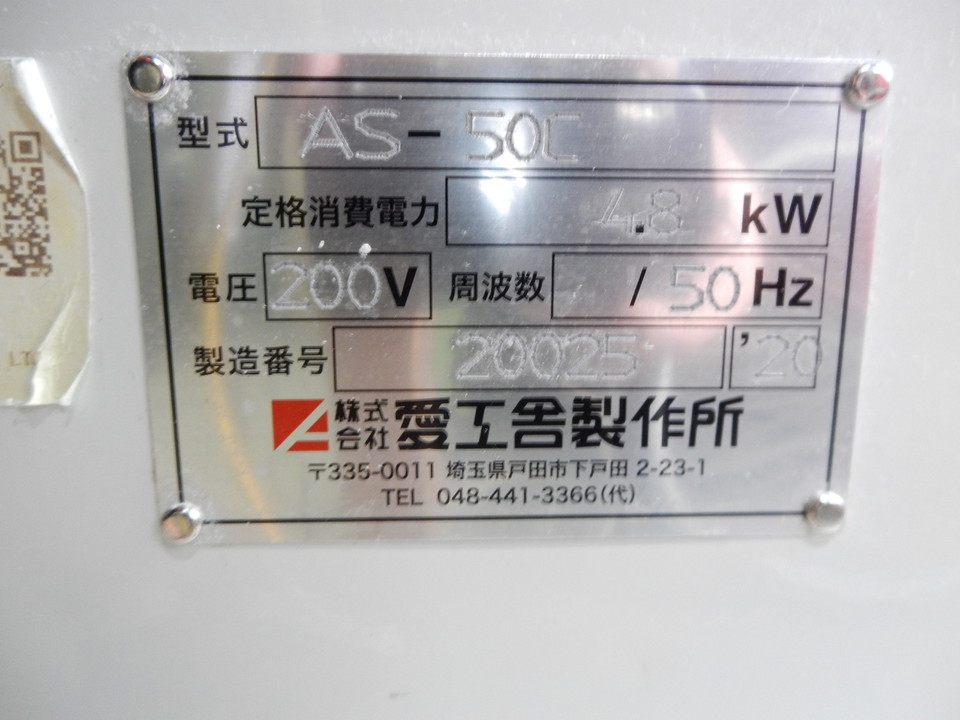 型式 AS-50C
定格消費電力 4.8 kW
電圧 200V 周波数 / 50 Hz
製造番号 20025 '20
株式会社 愛工舎製作所
〒335-0011 埼玉県戸田市下戸田 2-23-1
TEL 048-441-3366(代)